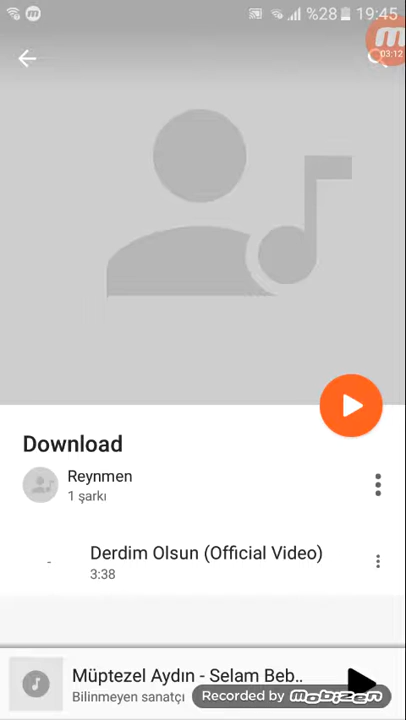 %28 19:45
03:12
Download
Reynmen
1 şarkı
- Derdim Olsun (Official Video)
3:38
Müptezel Aydın - Selam Beb..
Bilinmeyen sanatçı
Recorded by Mobizen